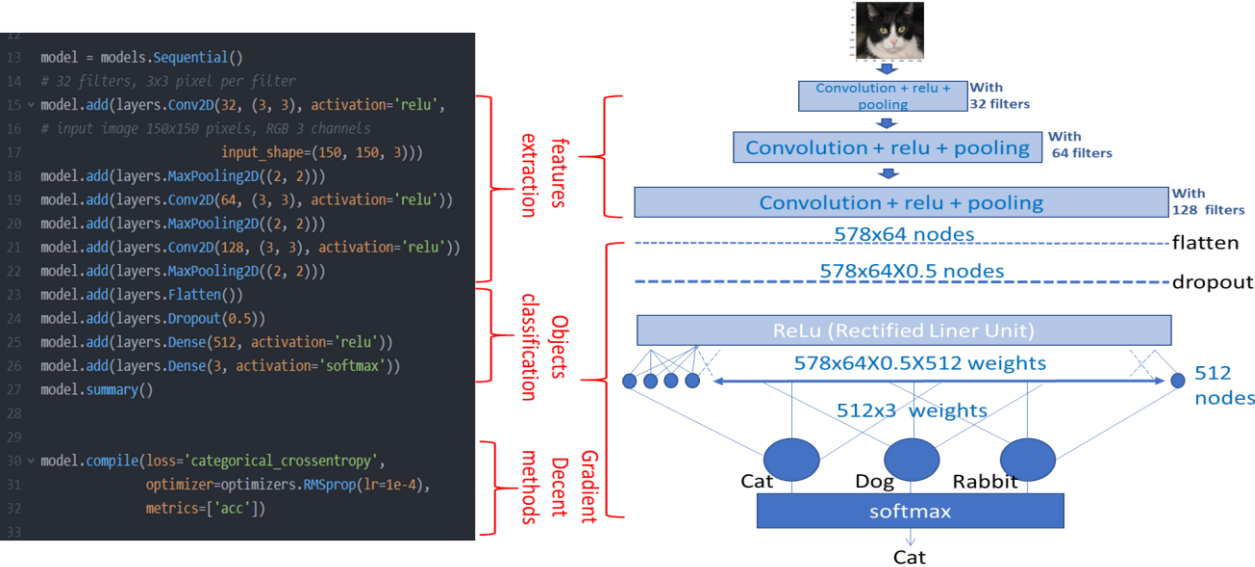 12
13 model = models.Sequential()
14 # 32 filters, 3x3 pixel per filter
15 model.add(layers.Conv2D(32, (3, 3), activation='relu',
16 # input image 150x150 pixels, RGB 3 channels
17 input_shape=(150, 150, 3)))
18 model.add(layers.MaxPooling2D((2, 2)))
19 model.add(layers.Conv2D(64, (3, 3), activation='relu'))
20 model.add(layers.MaxPooling2D((2, 2)))
21 model.add(layers.Conv2D(128, (3, 3), activation='relu'))
22 model.add(layers.MaxPooling2D((2, 2)))
23 model.add(layers.Flatten())
24 model.add(layers.Dropout(0.5))
25 model.add(layers.Dense(512, activation='relu'))
26 model.add(layers.Dense(3, activation='softmax'))
27 model.summary()
28
29
30 model.compile(loss='categorical_crossentropy',
31 optimizer=optimizers.RMSprop(lr=1e-4),
32 metrics=['acc'])
33
features
extraction
Objects
classification
Gradient
Decent
methods
Convolution + relu +
pooling
With
32 filters
Convolution + relu + pooling
With
64 filters
Convolution + relu + pooling
With
128 filters
578x64 nodes
flatten
578x64X0.5 nodes
dropout
ReLu (Rectified Liner Unit)
578x64X0.5X512 weights
512
nodes
512x3 weights
Cat
Dog
Rabbit
softmax
Cat